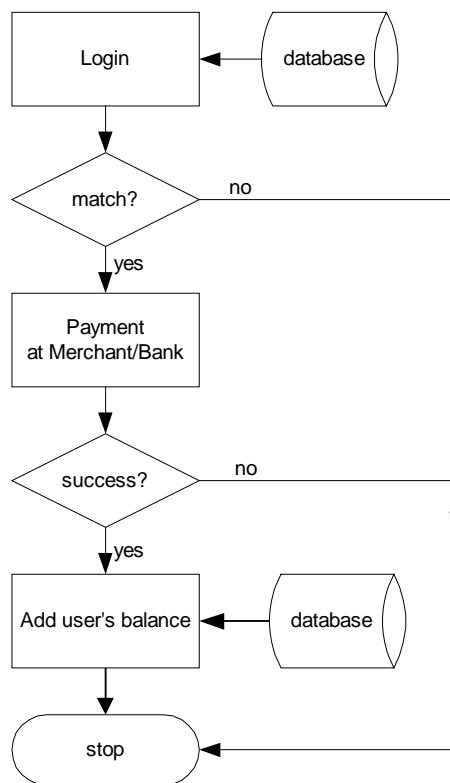 Login
database
match?
no
yes
Payment
at Merchant/Bank
success?
no
yes
Add user's balance
database
stop